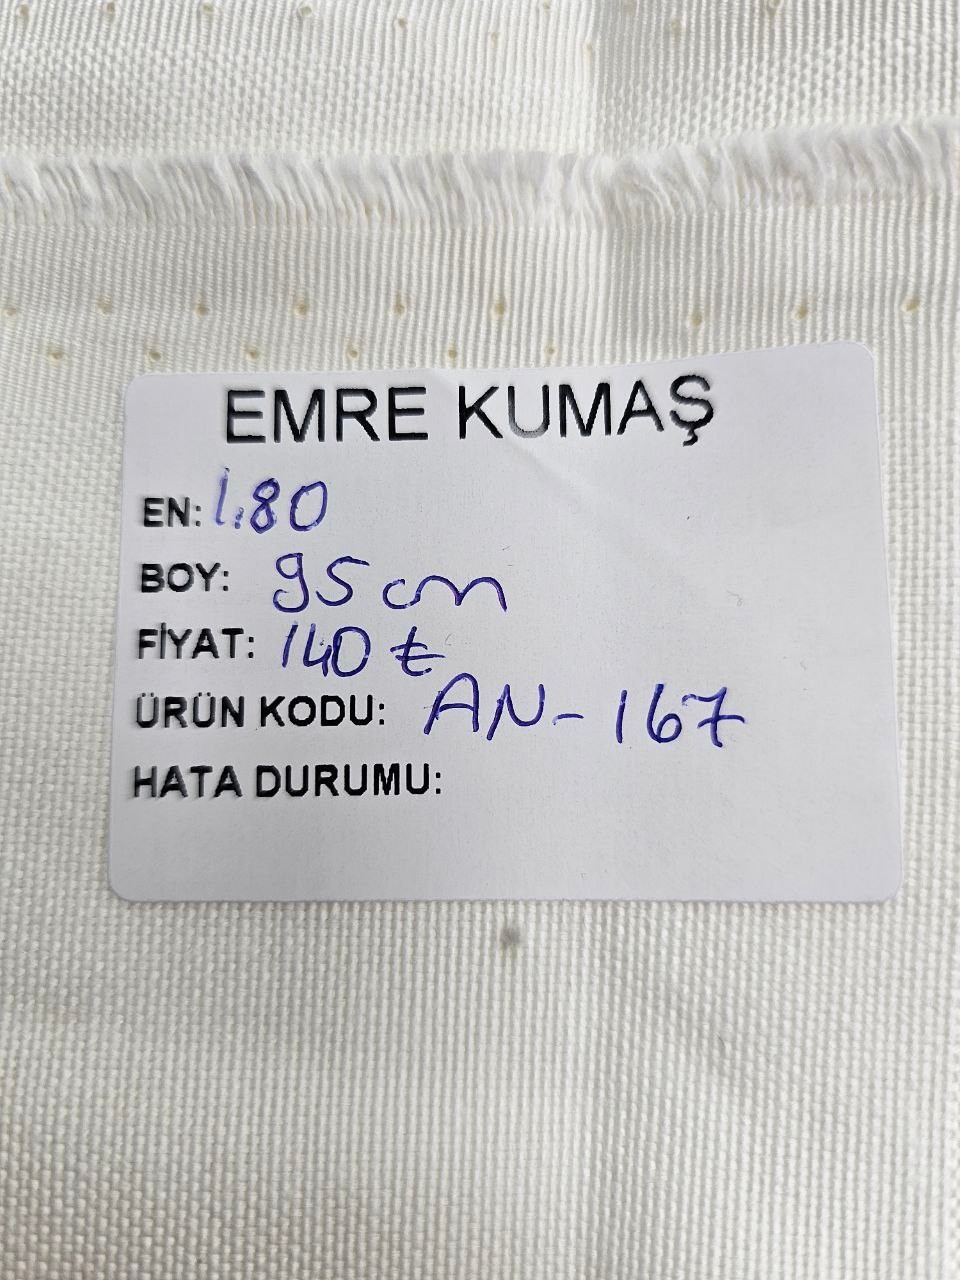 EMRE KUMAŞ
EN: 1.80
BOY: 95 cm
FİYAT: 140 ₺
ÜRÜN KODU: AN-167
HATA DURUMU: